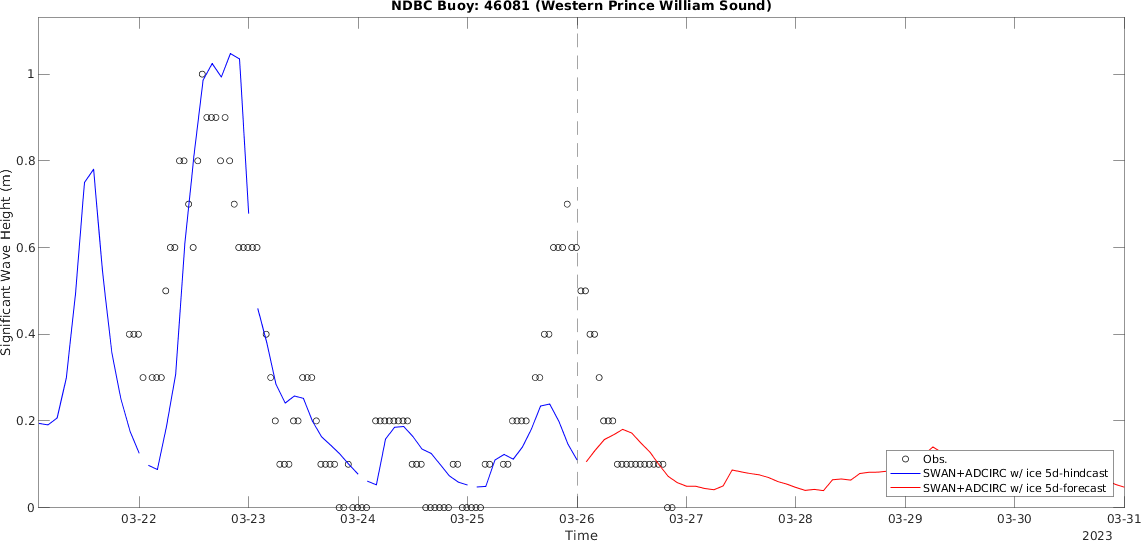 NDBC Buoy: 46081 (Western Prince William Sound)
Significant Wave Height (m)
1
0.8
0.6
0.4
0.2
0
03-22 03-23 03-24 03-25 03-26 03-27 03-28 03-29 03-30 03-31
Time
2023
Obs.
SWAN+ADCIRC w/ ice 5d-hindcast
SWAN+ADCIRC w/ ice 5d-forecast